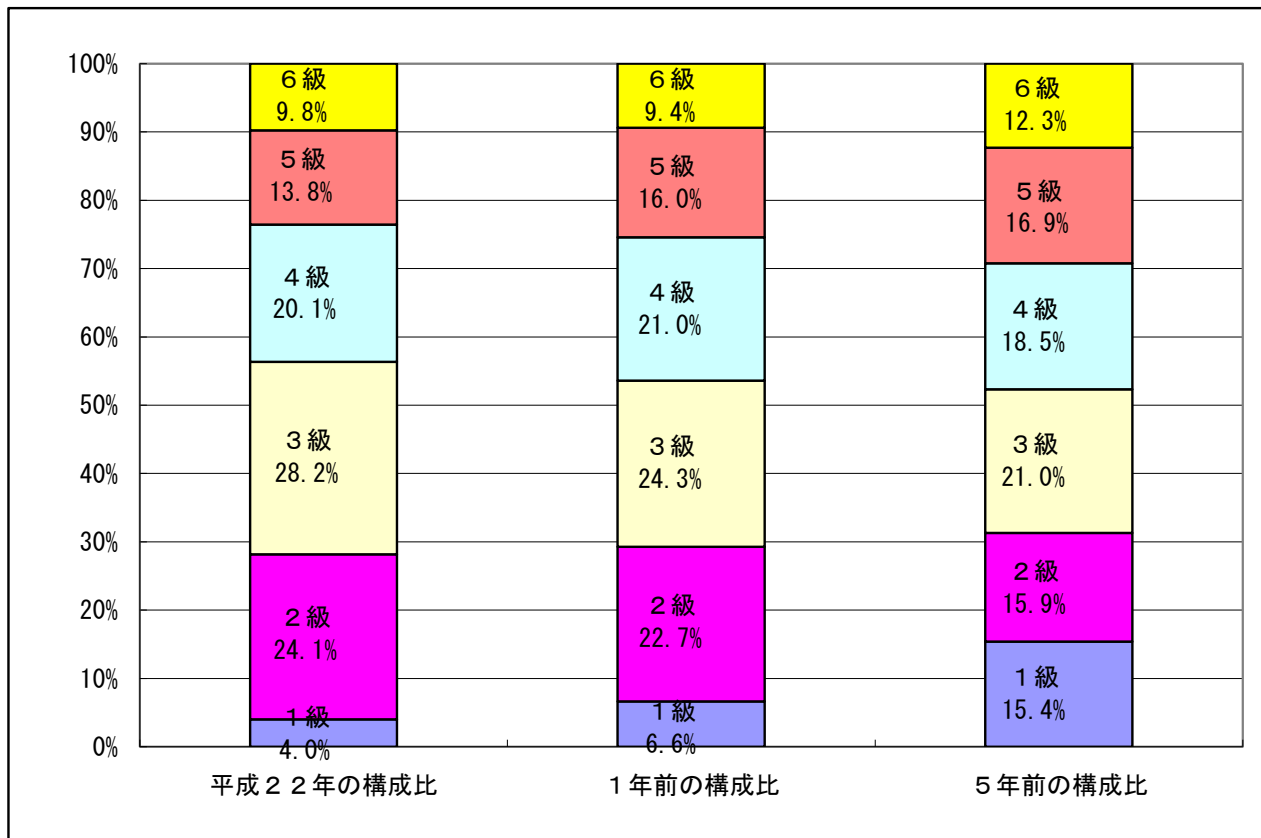 100%
90%
80%
70%
60%
50%
40%
30%
20%
10%
0%
６級
9.8%
５級
13.8%
４級
20.1%
３級
28.2%
２級
24.1%
１級
4.0%
６級
9.4%
５級
16.0%
４級
21.0%
３級
24.3%
２級
22.7%
１級
6.6%
６級
12.3%
５級
16.9%
４級
18.5%
３級
21.0%
２級
15.9%
１級
15.4%
平成２２年の構成比
１年前の構成比
５年前の構成比